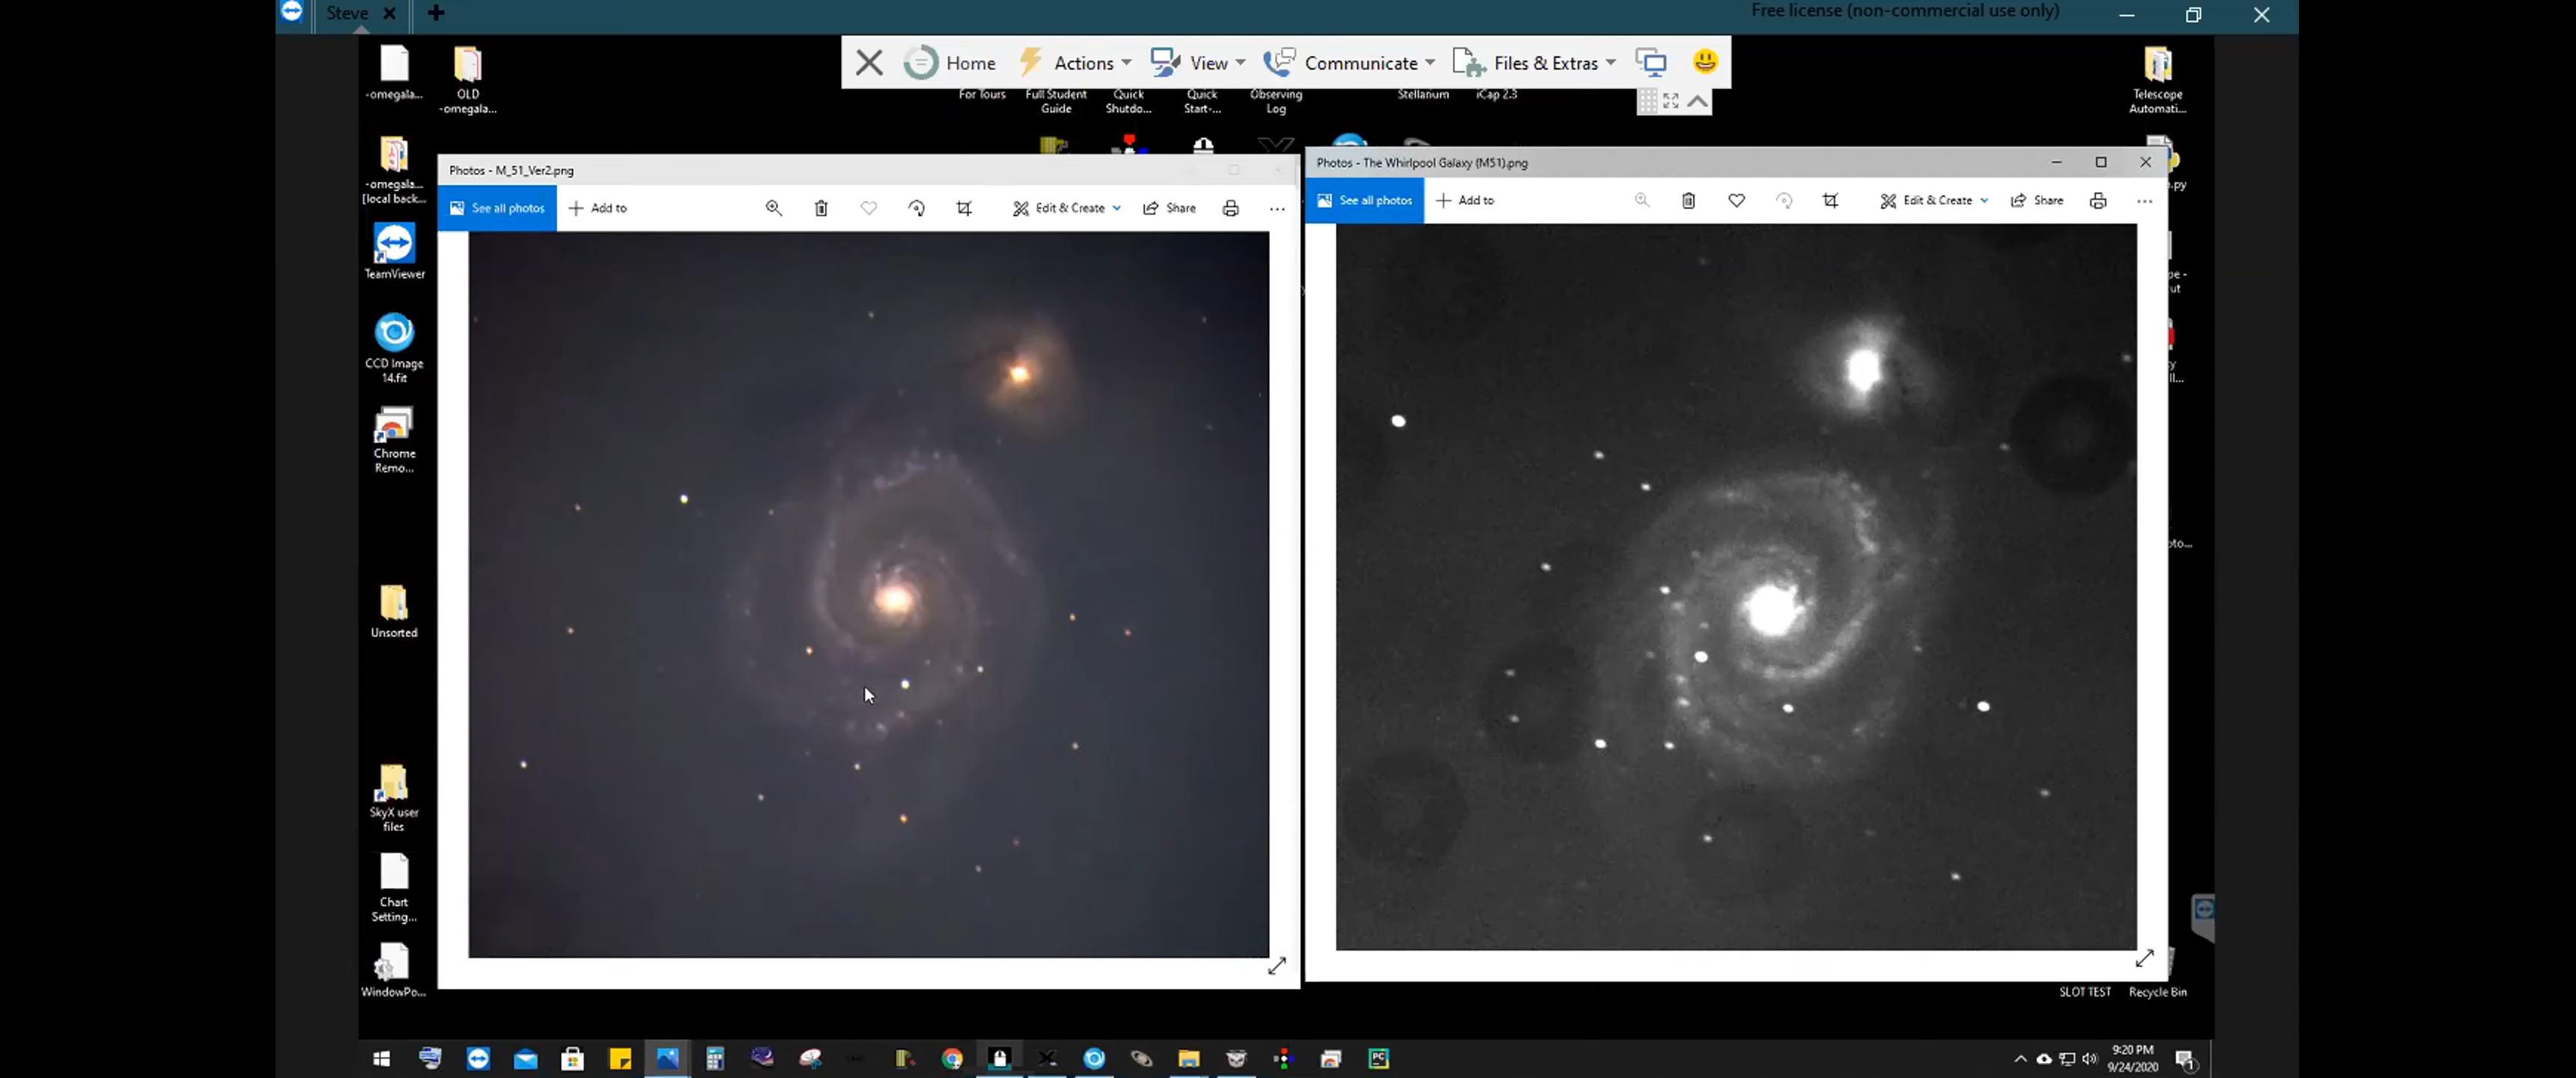 Steve
Free license (non-commercial use only)
Home
Actions
View
Communicate
Files & Extras
-omegala...
OLD
-omegala...
For Tours
Full Student
Guide
Quick
Shutdo...
Quick
Start-...
Observing
Log
Stellanum
iCap 2.3
Telescope
Automati...
Photos - M_51_Ver2.png
See all photos
Add to
Edit & Create
Share
Photos - The Whirlpool Galaxy (M51).png
See all photos
Add to
Edit & Create
Share
-omegala...
[local back...
TeamViewer
CCD Image
14.fit
Chrome
Remo...
Unsorted
SkyX user
files
Chart
Setting...
WindowPo...
SLOT TEST
Recycle Bin
PC
9:20 PM
9/24/2020
1